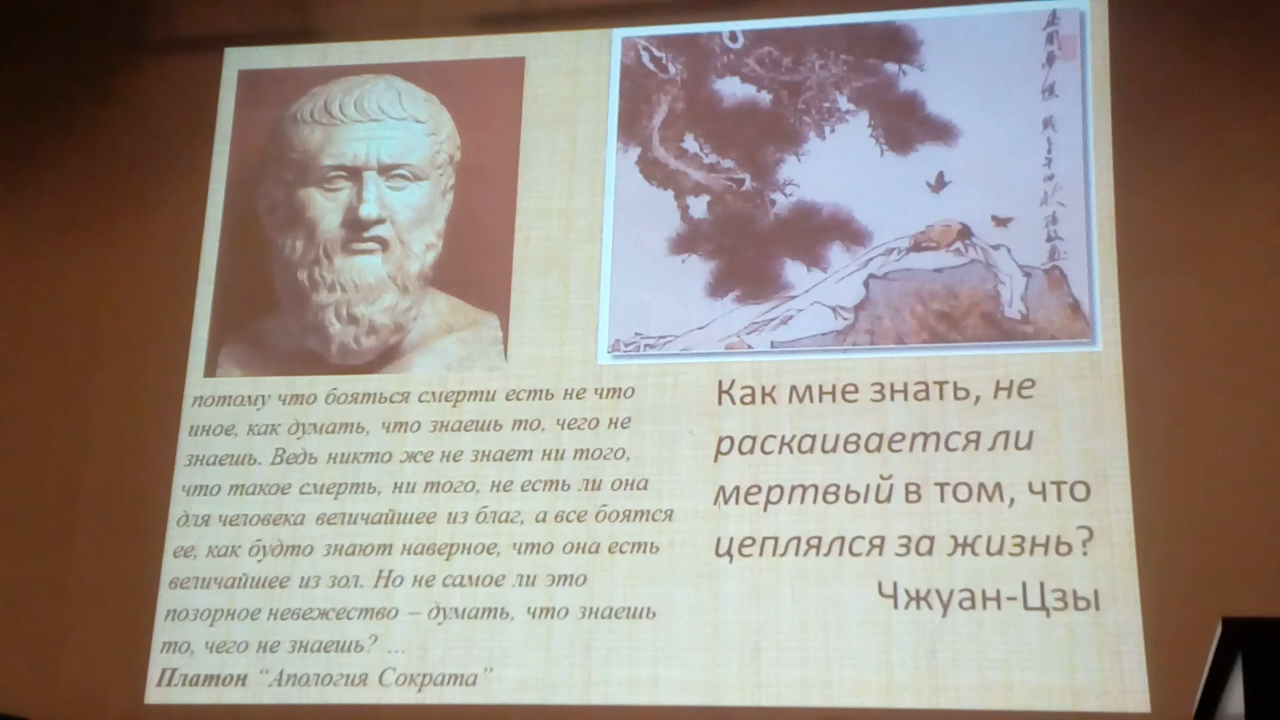 потому что бояться смерти есть не что
иное, как думать, что знаешь то, чего не
знаешь. Ведь никто же не знает ни того,
что такое смерть, ни того, не есть ли она
для человека величайшее из благ, а все боятся
ее, как будто знают наверное, что она есть
величайшее из зол. Но не самое ли это
позорное невежество – думать, что знаешь
то, чего не знаешь? ...
Платон “Апология Сократа”
Как мне знать, не
раскаивается ли
мертвый в том, что
цеплялся за жизнь?
Чжуан-Цзы